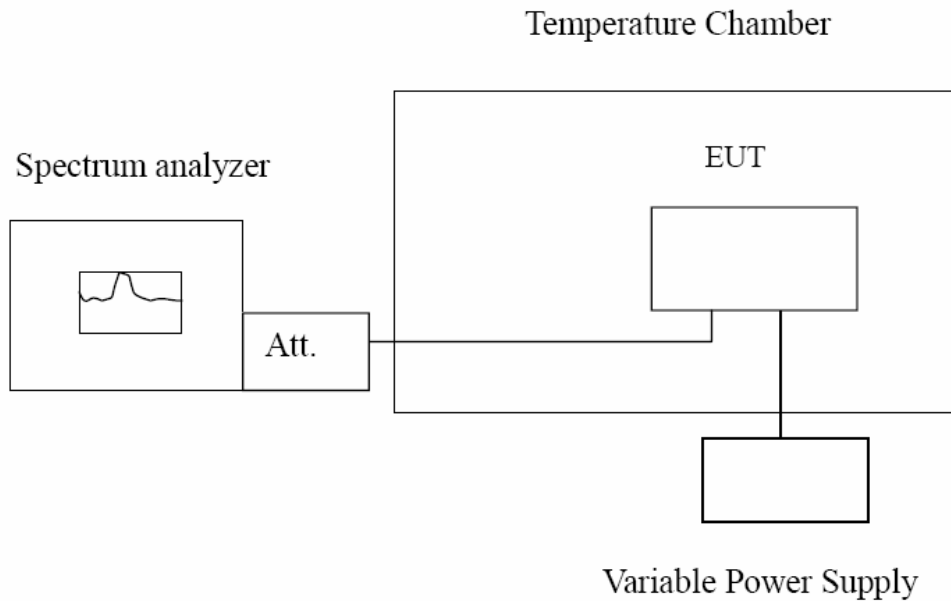 Temperature Chamber
Spectrum analyzer
EUT
Att.
Variable Power Supply